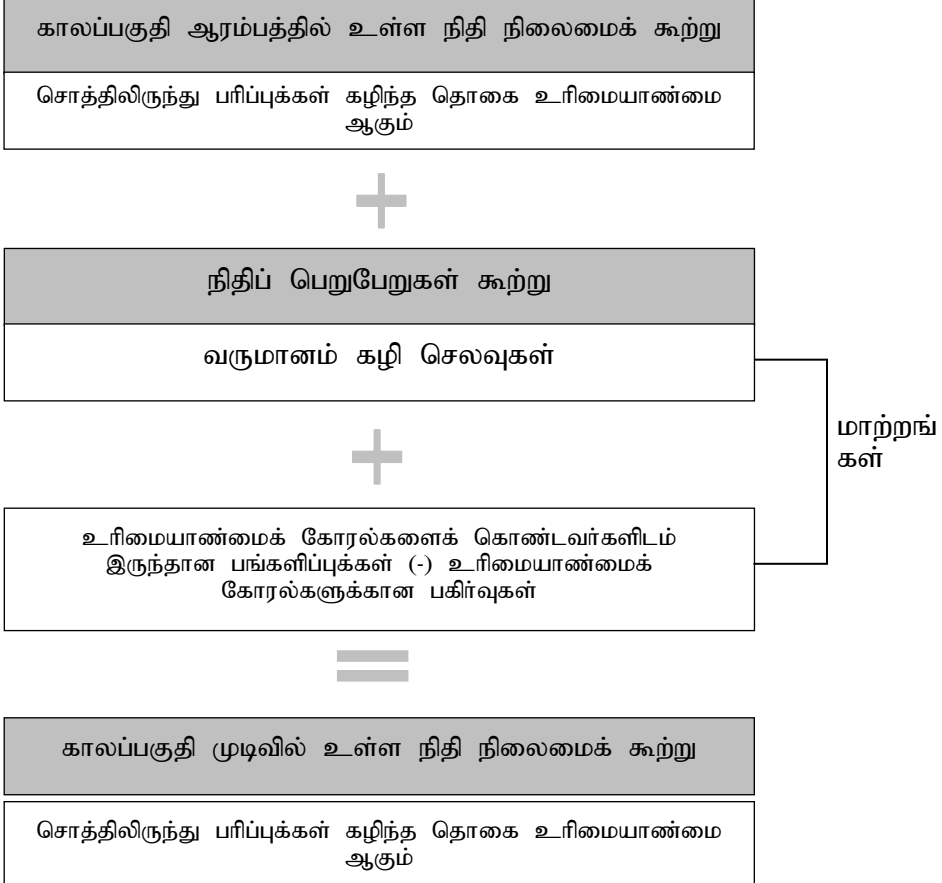 காலப்பகுதி ஆரம்பத்தில் உள்ள நிதி நிலைமைக் கூற்று
சொத்திலிருந்து பரிப்புக்கள் கழிந்த தொகை உரிமையாண்மை
ஆகும்
+
நிதிப் பெறுபேறுகள் கூற்று
வருமானம் கழி செலவுகள்
மாற்றங்
கள்
+
உரிமையாண்மைக் கோரல்களைக் கொண்டவர்களிடம்
இருந்தான பங்களிப்புக்கள் (-) உரிமையாண்மைக்
கோரல்களுக்கான பகிர்வுகள்
=
காலப்பகுதி முடிவில் உள்ள நிதி நிலைமைக் கூற்று
சொத்திலிருந்து பரிப்புக்கள் கழிந்த தொகை உரிமையாண்மை
ஆகும்